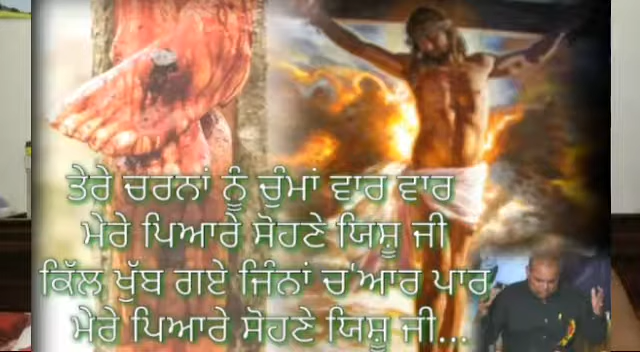 ਤੇਰੇ ਚਰਨਾਂ ਨੂੰ ਚੁੰਮਾਂ ਵਾਰ ਵਾਰ
ਮੇਰੇ ਪਿਆਰੇ ਸੋਹਣੇ ਯਿਸ਼ੂ ਜੀ
ਕਿੱਲ ਖੁੱਬ ਗਏ ਜਿੰਨਾਂ ਚ'ਆਰ ਪਾਰ
ਮੇਰੇ ਪਿਆਰੇ ਸੋਹਣੇ ਯਿਸ਼ੂ ਜੀ...